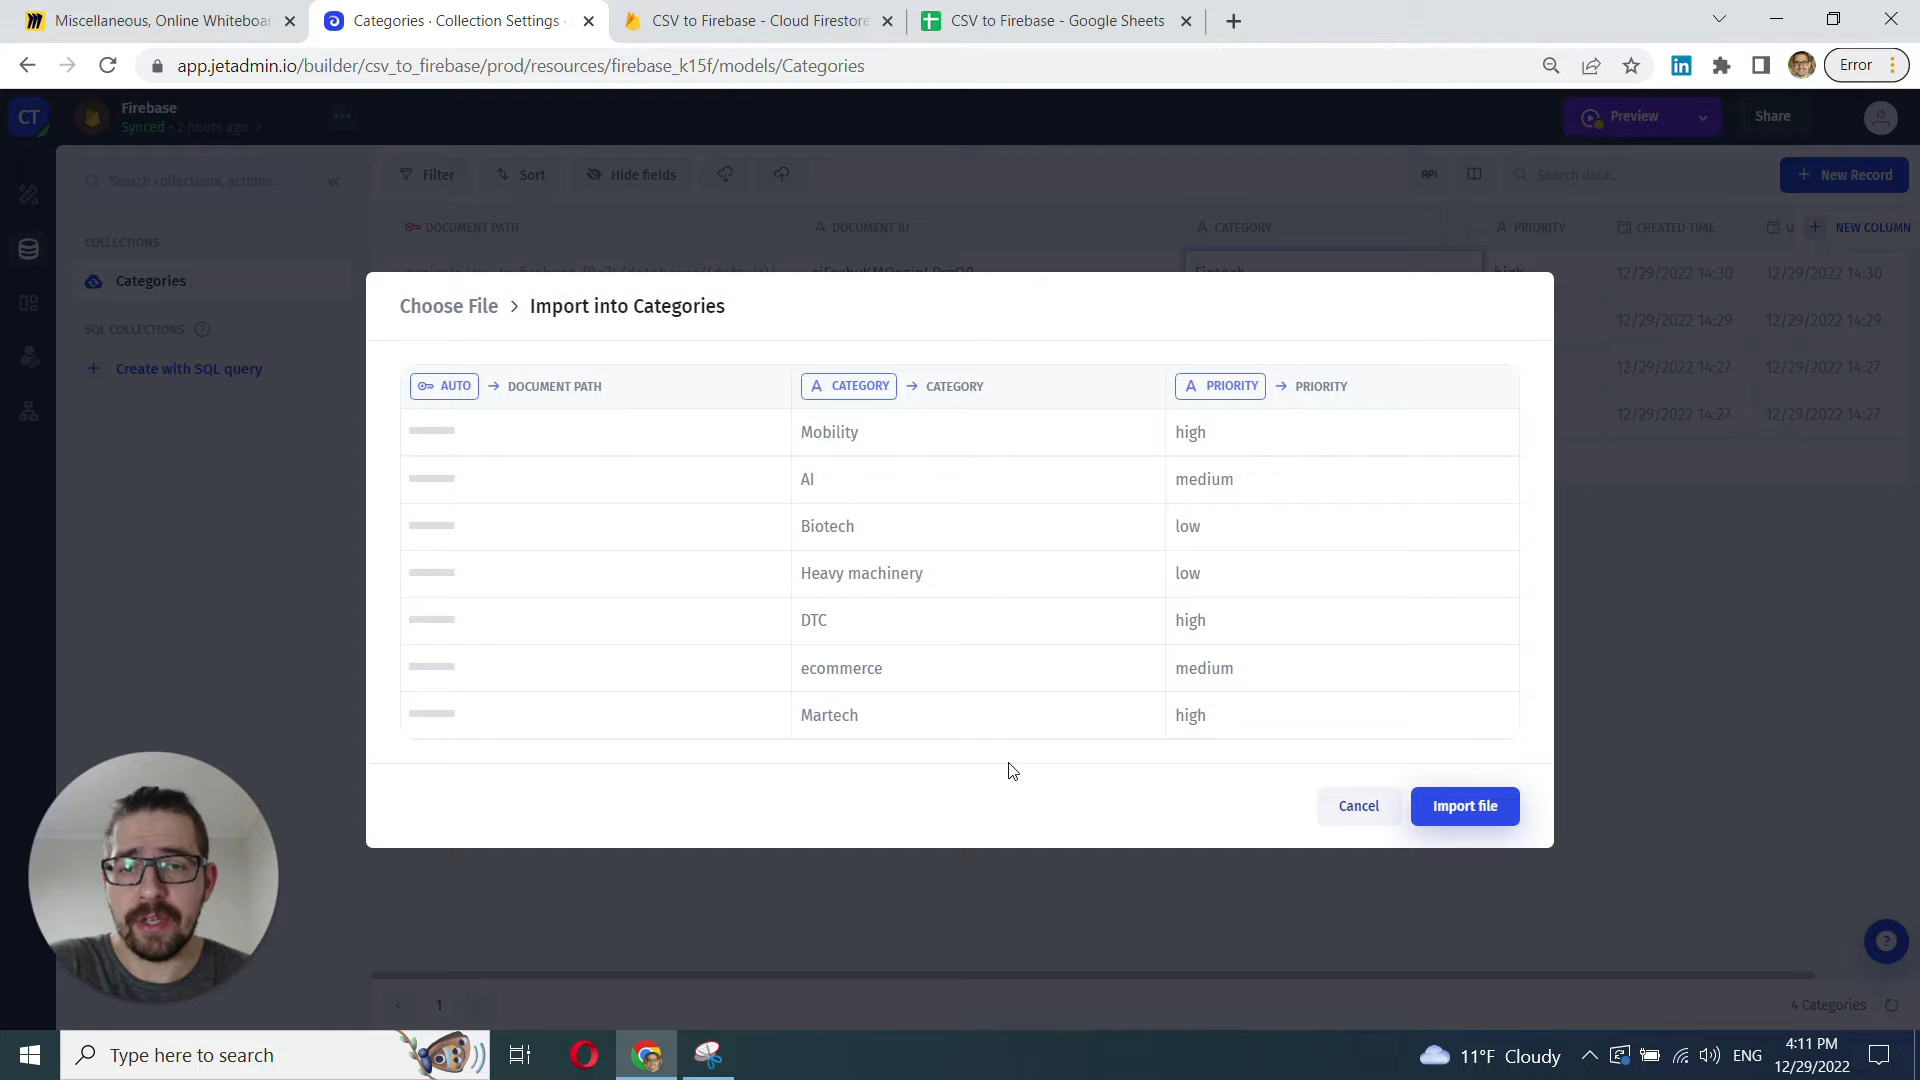 Miscellaneous, Online Whiteboar
Categories · Collection Settings ·
CSV to Firebase - Cloud Firestore
CSV to Firebase - Google Sheets
app.jetadmin.io/builder/csv_to_firebase/prod/resources/firebase_k15f/models/Categories
Error
CT
Firebase
Synced • 2 hours ago
Preview
Share
Search collections, actions...
Filter
Sort
Hide fields
API
Search data..
New Record
COLLECTIONS
DOCUMENT PATH
DOCUMENT ID
CATEGORY
PRIORITY
CREATED TIME
U
NEW COLUMN
Categories
12/29/2022 14:30
12/29/2022 14:30
SQL COLLECTIONS
12/29/2022 14:29
12/29/2022 14:29
Create with SQL query
12/29/2022 14:27
12/29/2022 14:27
12/29/2022 14:27
12/29/2022 14:27
Choose File > Import into Categories
AUTO → DOCUMENT PATH
CATEGORY → CATEGORY
PRIORITY → PRIORITY
Mobility
high
AI
medium
Biotech
low
Heavy machinery
low
DTC
high
ecommerce
medium
Martech
high
Cancel
Import file
1
4 Categories
Type here to search
11°F Cloudy
ENG
4:11 PM
12/29/2022